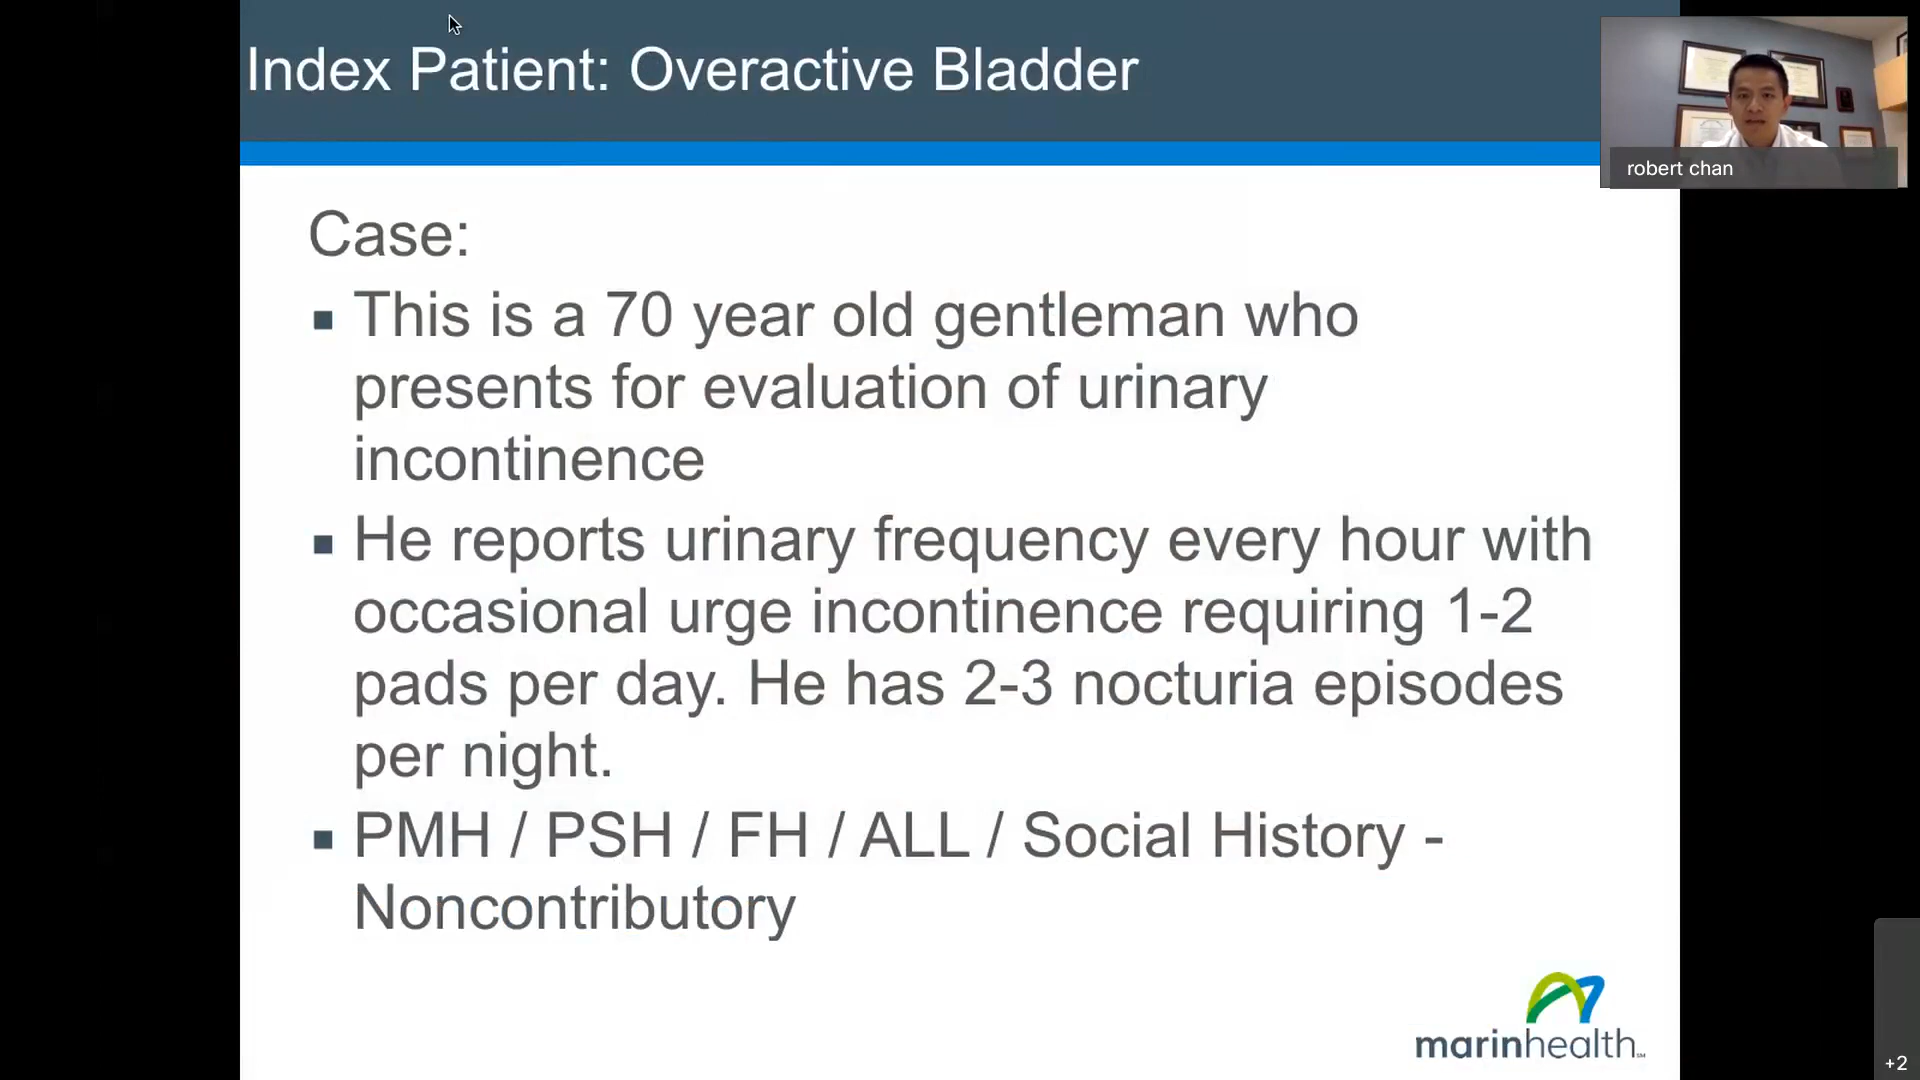 Index Patient: Overactive Bladder
robert chan
Case:
▪ This is a 70 year old gentleman who
presents for evaluation of urinary
incontinence
▪ He reports urinary frequency every hour with
occasional urge incontinence requiring 1-2
pads per day. He has 2-3 nocturia episodes
per night.
▪ PMH / PSH / FH / ALL / Social History -
Noncontributory
marinhealth℠
+2